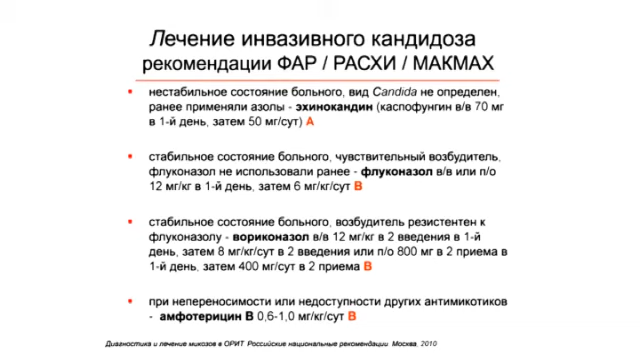 Лечение инвазивного кандидоза
рекомендации ФАР / РАСХИ / МАКМАХ
▪ нестабильное состояние больного, вид Candida не определен,
ранее применяли азолы - эхинокандин (каспофунгин в/в 70 мг
в 1-й день, затем 50 мг/сут) А
▪ стабильное состояние больного, чувствительный возбудитель,
флуконазол не использовали ранее - флуконазол в/в или п/о
12 мг/кг в 1-й день, затем 6 мг/кг/сут В
▪ стабильное состояние больного, возбудитель резистентен к
флуконазолу - вориконазол в/в 12 мг/кг в 2 введения в 1-й
день, затем 8 мг/кг/сут в 2 введения или п/о 800 мг в 2 приема в
1-й день, затем 400 мг/сут в 2 приема В
▪ при непереносимости или недоступности других антимикотиков
- амфотерицин В 0,6-1,0 мг/кг/сут В
Диагностика и лечение микозов в ОРИТ. Российские национальные рекомендации. Москва, 2010